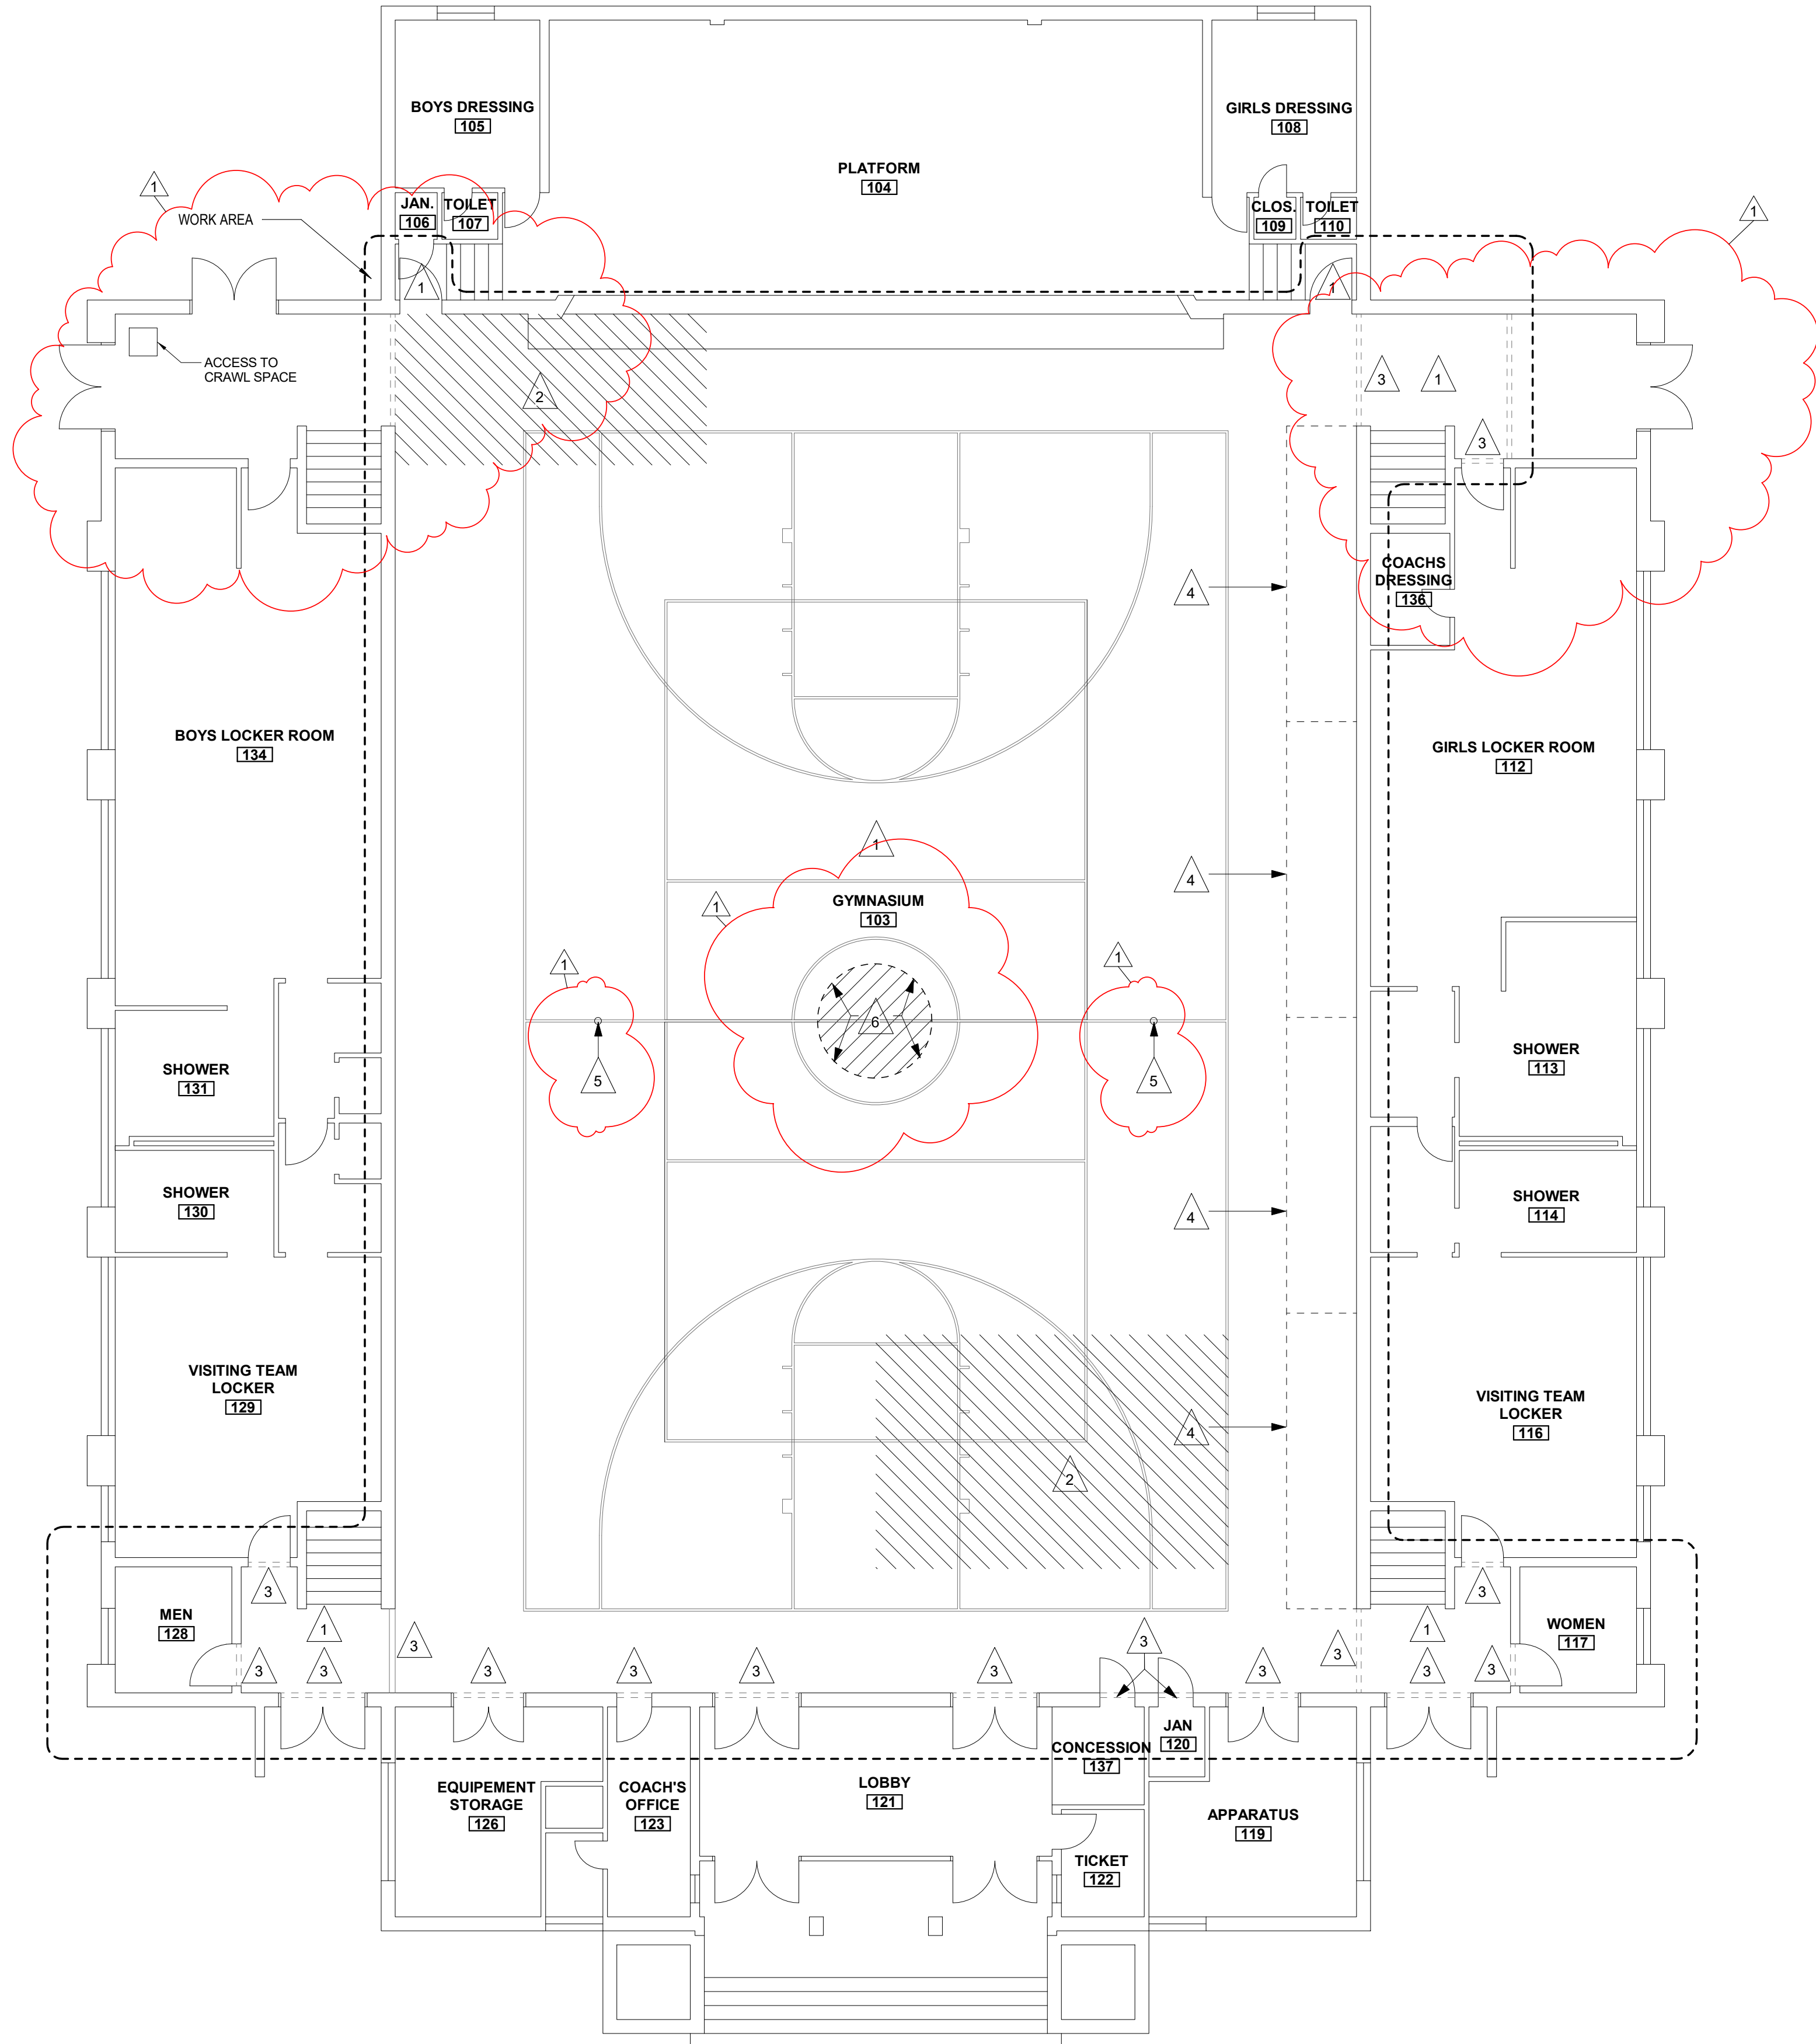 BOYS DRESSING
105
GIRLS DRESSING
108
PLATFORM
104
1
WORK AREA
JAN.
106
TOILET
107
CLOS.
109
TOILET
110
1
1
1
ACCESS TO
CRAWL SPACE
2
3
1
3
COACHS
DRESSING
136
4
BOYS LOCKER ROOM
134
GIRLS LOCKER ROOM
112
1
4
GYMNASIUM
103
1
1
1
6
5
5
SHOWER
131
SHOWER
113
SHOWER
130
SHOWER
114
4
VISITING TEAM
LOCKER
129
VISITING TEAM
LOCKER
116
4
2
3
3
MEN
128
1
1
WOMEN
117
3
3
3
3
3
3
3
3
3
3
3
3
JAN
120
CONCESSION
137
EQUIPEMENT
STORAGE
126
COACH'S
OFFICE
123
LOBBY
121
APPARATUS
119
TICKET
122